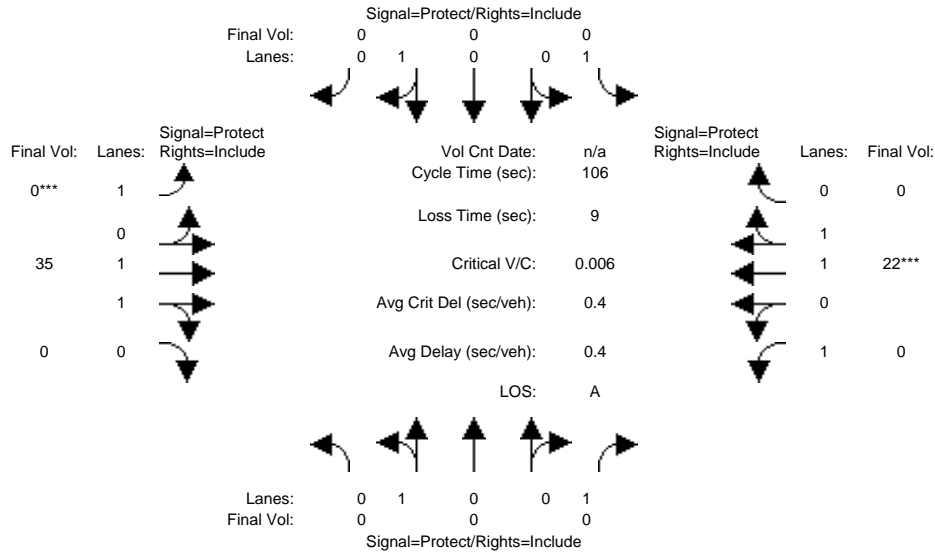 Signal=Protect/Rights=Include
Final Vol: 0 0 0
Lanes: 0 1 0 0 1
Signal=Protect Signal=Protect
Final Vol: Lanes: Rights=Include Vol Cnt Date: n/a Rights=Include Lanes: Final Vol:
Cycle Time (sec): 106
0*** 1 0 0
Loss Time (sec): 9
0 1
35 1 Critical V/C: 0.006 1 22***
1 Avg Crit Del (sec/veh): 0.4 0
0 0 Avg Delay (sec/veh): 0.4 1 0
LOS: A
Lanes: 0 1 0 0 1
Final Vol: 0 0 0
Signal=Protect/Rights=Include